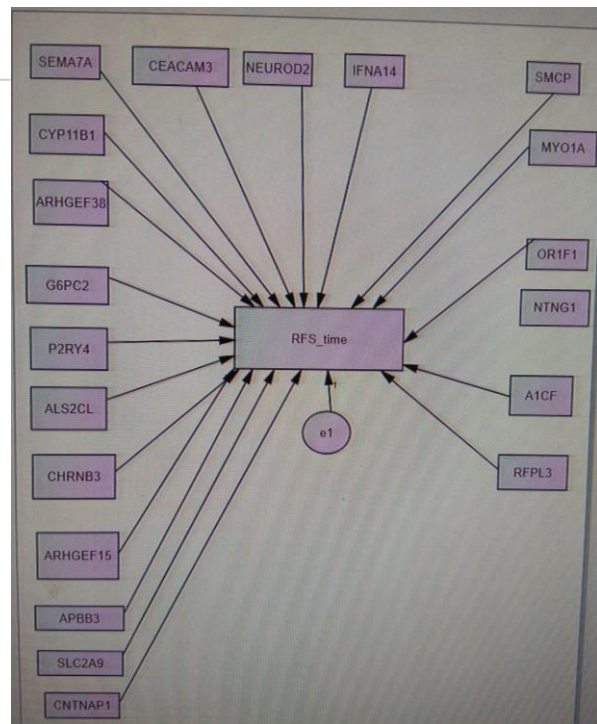 SEMA7A
CEACAM3
NEUROD2
IFNA14
SMCP
CYP11B1
MYO1A
ARHGEF38
OR1F1
G6PC2
NTNG1
P2RY4
RFS_time
ALS2CL
A1CF
1
e1
CHRNB3
RFPL3
ARHGEF15
APBB3
SLC2A9
CNTNAP1